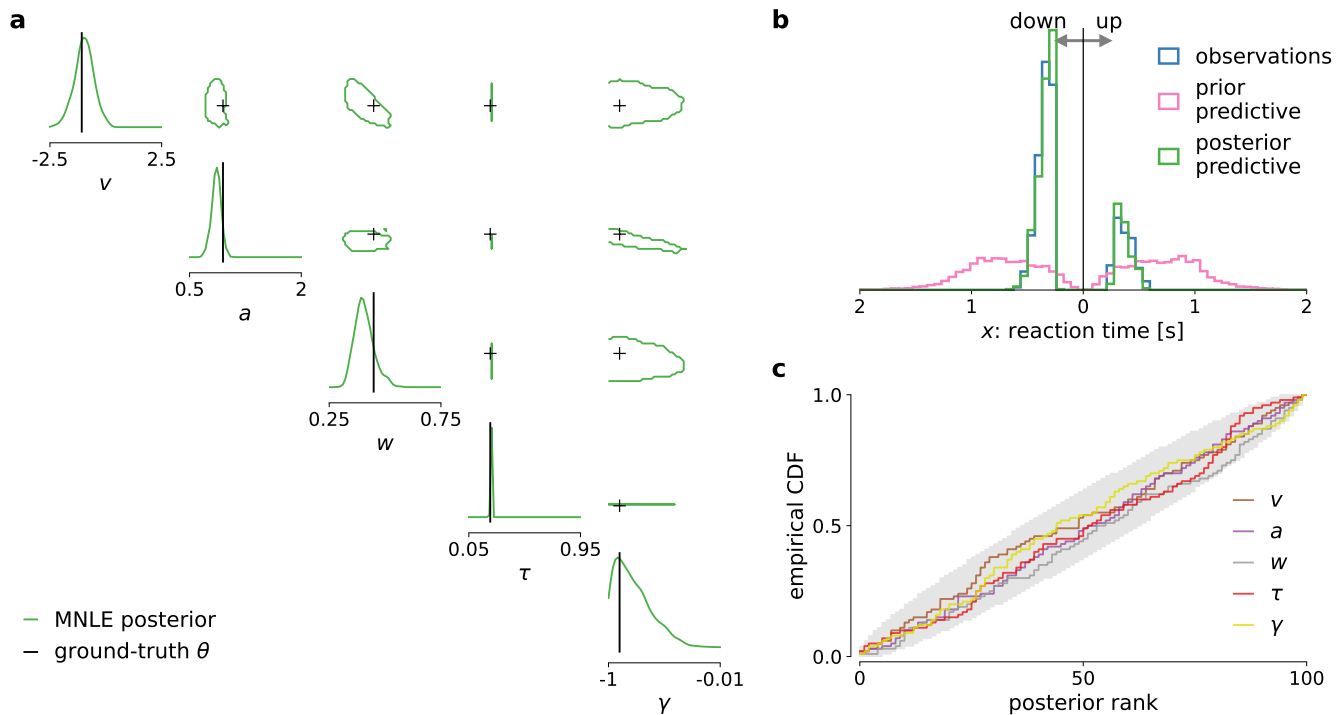 a
-2.5 2.5
v
0.5 2
a
0.25 0.75
w
0.05 0.95
τ
-1 -0.01
γ
MNLE posterior
ground-truth θ
b
down up
observations
prior
predictive
posterior
predictive
2 1 0 1 2
x: reaction time [s]
c
1.0
0.5
0.0
empirical CDF
v
a
w
τ
γ
0 50 100
posterior rank